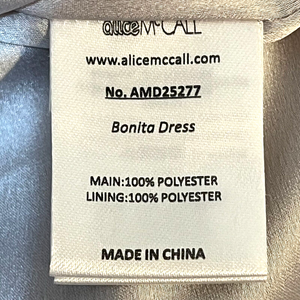 alice McCALL
www.alicemccall.com
No. AMD25277
Bonita Dress
MAIN:100% POLYESTER
LINING:100% POLYESTER
MADE IN CHINA